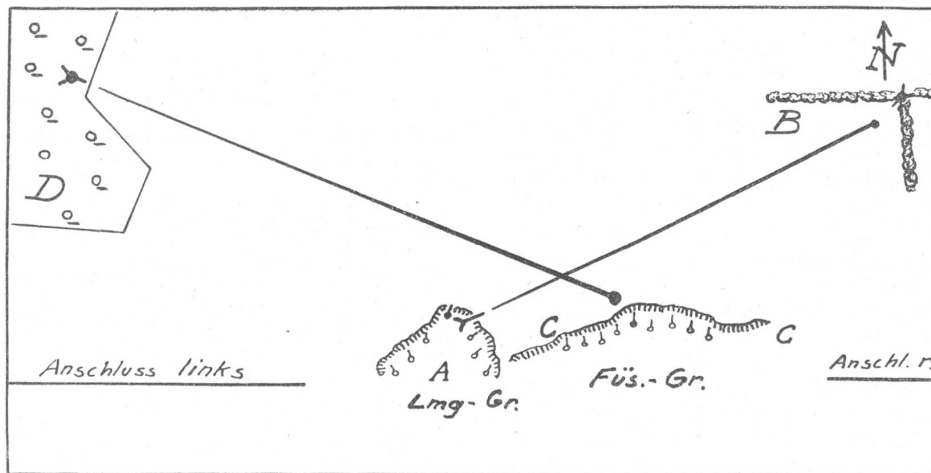 N
B
D
C
C
Anschluss links
A
Füs.-Gr.
Anschl. r.
Lmg-Gr.